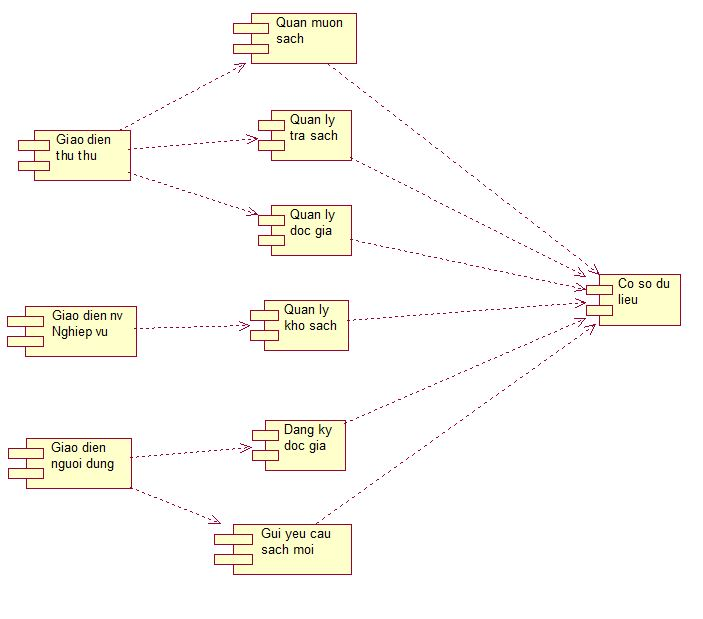 Quan muon
sach
Giao dien
thu thu
Quan ly
tra sach
Quan ly
doc gia
Co so du
lieu
Giao dien nv
Nghiep vu
Quan ly
kho sach
Giao dien
nguoi dung
Dang ky
doc gia
Gui yeu cau
sach moi